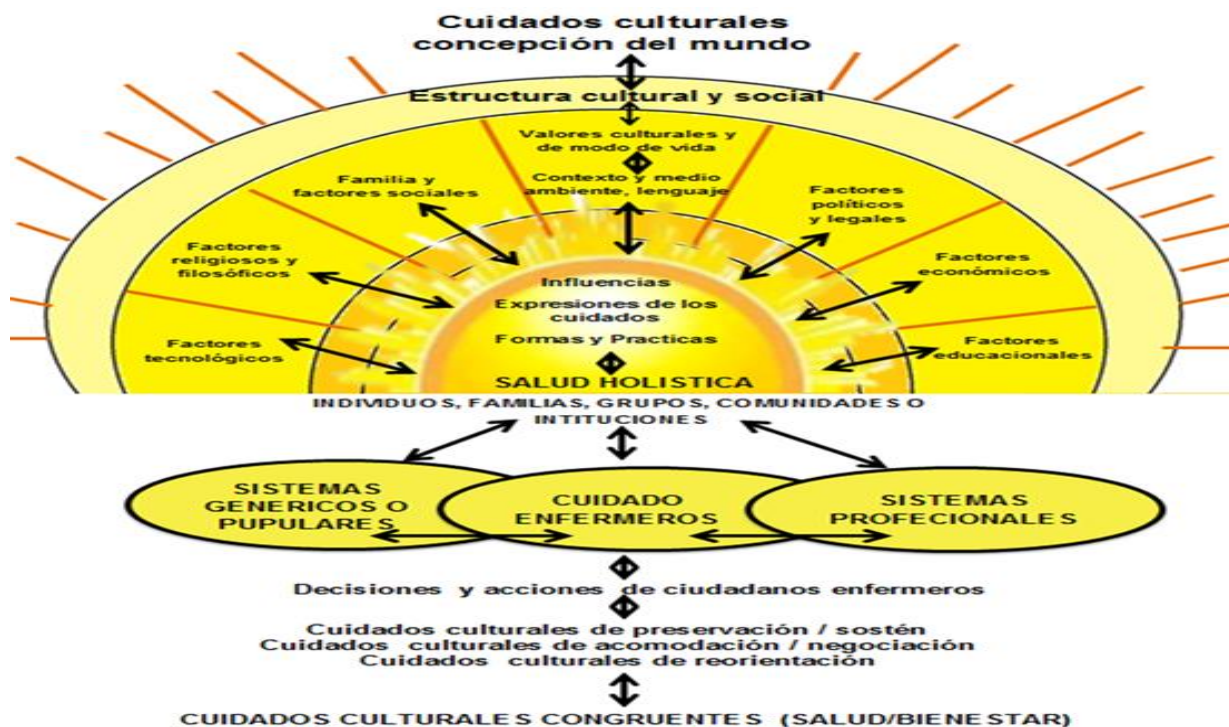 Cuidados culturales
concepción del mundo
Estructura cultural y social
Valores culturales y
de modo de vida
Contexto y medio
ambiente, lenguaje
Familia y
factores sociales
Factores
políticos
y legales
Factores
religiosos y
filosóficos
Factores
económicos
Factores
tecnológicos
Factores
educacionales
Influencias
Expresiones de los
cuidados
Formas y Practicas
SALUD HOLISTICA
INDIVIDUOS, FAMILIAS, GRUPOS, COMUNIDADES O
INTITUCIONES
SISTEMAS
GENERICOS O
PUPULARES
CUIDADO
ENFERMEROS
SISTEMAS
PROFECIONALES
Decisiones y acciones de ciudadanos enfermeros
Cuidados culturales de preservación / sostén
Cuidados culturales de acomodación / negociación
Cuidados culturales de reorientación
CUIDADOS CULTURALES CONGRUENTES (SALUD/BIENESTAR)